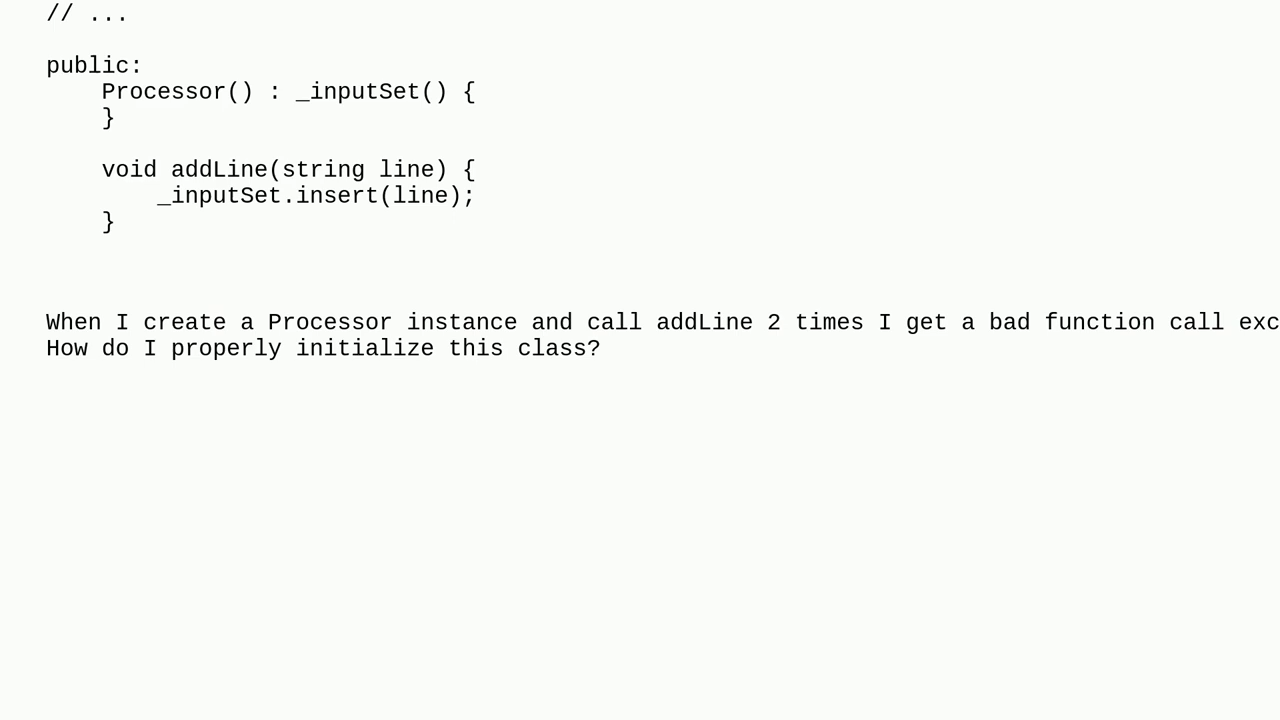 // ...
public:
Processor() : _inputSet() {
}
void addLine(string line) {
_inputSet.insert(line);
}
When I create a Processor instance and call addLine 2 times I get a bad function call
How do I properly initialize this class?